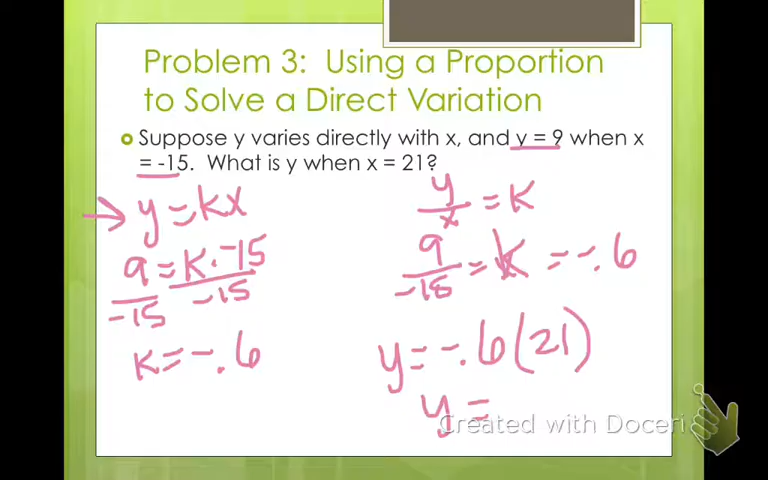 Problem 3: Using a Proportion
to Solve a Direct Variation
Suppose y varies directly with x, and y = 9 when x
= -15. What is y when x = 21?
y = kx
9 = k · -15
-15 -15
k = -.6
y/x = k
9/-15 = k = -.6
y = -.6(21)
y =
Created with Doceri